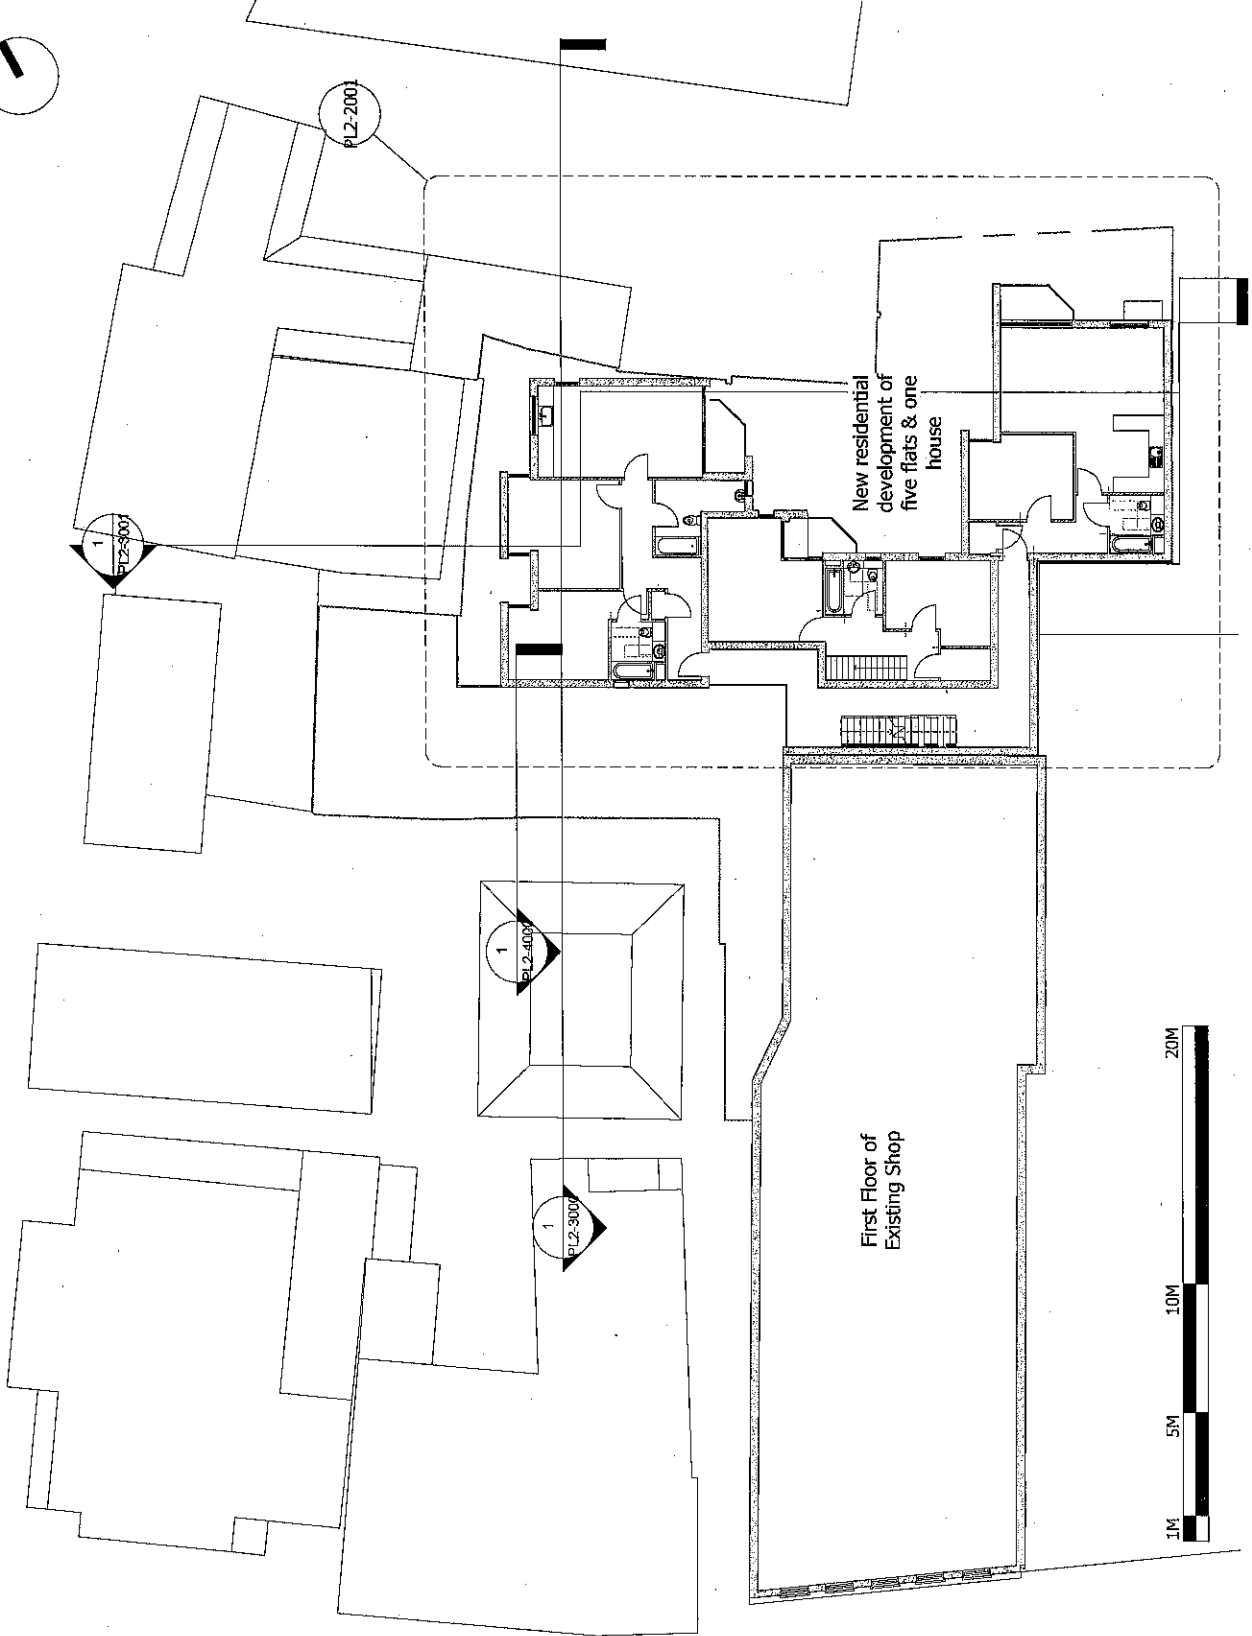 PL2-2001
1
PL2-3001
New residential
development of
five flats & one
house
1
PL2-4000
1
PL2-3000
First Floor of
Existing Shop
1M
5M
10M
20M